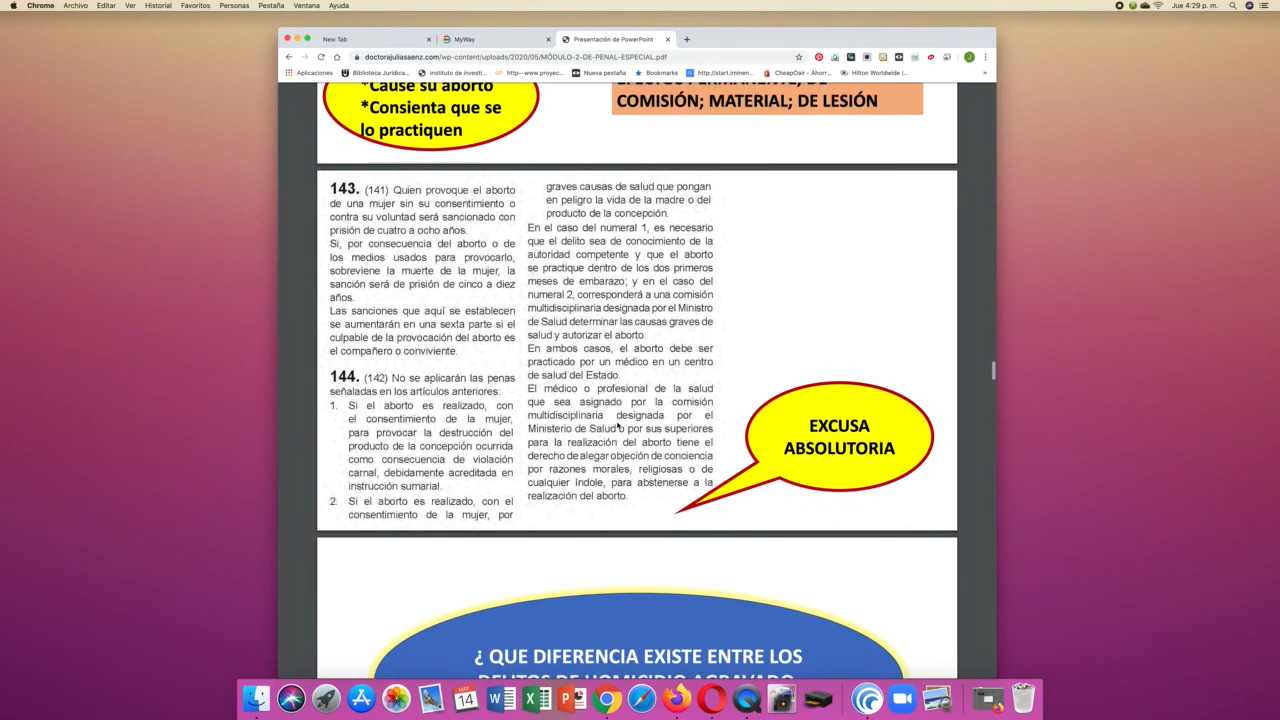 Chrome Archivo Editar Ver Historial Favoritos Personas Pestaña Ventana Ayuda
Jue 4:29 p. m.
New Tab
MyWay
Presentación de PowerPoint
doctorajuliasaenz.com/wp-content/uploads/2020/05/MÓDULO-2-DE-PENAL-ESPECIAL.pdf
Aplicaciones
Biblioteca Jurídica...
instituto de investi...
http--www.proyec...
Nueva pestaña
Bookmarks
http://start.iminen...
CheapOair - Ahorr...
Hilton Worldwide |...
*Cause su aborto
*Consienta que se
lo practiquen
EFECTOS PERMANENTE; DE
COMISIÓN; MATERIAL; DE LESIÓN
143. (141) Quien provoque el aborto
de una mujer sin su consentimiento o
contra su voluntad será sancionado con
prisión de cuatro a ocho años.
Si, por consecuencia del aborto o de
los medios usados para provocarlo,
sobreviene la muerte de la mujer, la
sanción será de prisión de cinco a diez
años.
Las sanciones que aquí se establecen
se aumentarán en una sexta parte si el
culpable de la provocación del aborto es
el compañero o conviviente.
144. (142) No se aplicarán las penas
señaladas en los artículos anteriores:
1. Si el aborto es realizado, con
el consentimiento de la mujer,
para provocar la destrucción del
producto de la concepción ocurrida
como consecuencia de violación
carnal, debidamente acreditada en
instrucción sumarial.
2. Si el aborto es realizado, con el
consentimiento de la mujer, por
graves causas de salud que pongan
en peligro la vida de la madre o del
producto de la concepción.
En el caso del numeral 1, es necesario
que el delito sea de conocimiento de la
autoridad competente y que el aborto
se practique dentro de los dos primeros
meses de embarazo; y en el caso del
numeral 2, corresponderá a una comisión
multidisciplinaria designada por el Ministro
de Salud determinar las causas graves de
salud y autorizar el aborto.
En ambos casos, el aborto debe ser
practicado por un médico en un centro
de salud del Estado.
El médico o profesional de la salud
que sea asignado por la comisión
multidisciplinaria designada por el
Ministerio de Salud o por sus superiores
para la realización del aborto tiene el
derecho de alegar objeción de conciencia
por razones morales, religiosas o de
cualquier índole, para abstenerse a la
realización del aborto.
EXCUSA
ABSOLUTORIA
¿ QUE DIFERENCIA EXISTE ENTRE LOS
DELITOS DE HOMICIDIO AGRAVADO